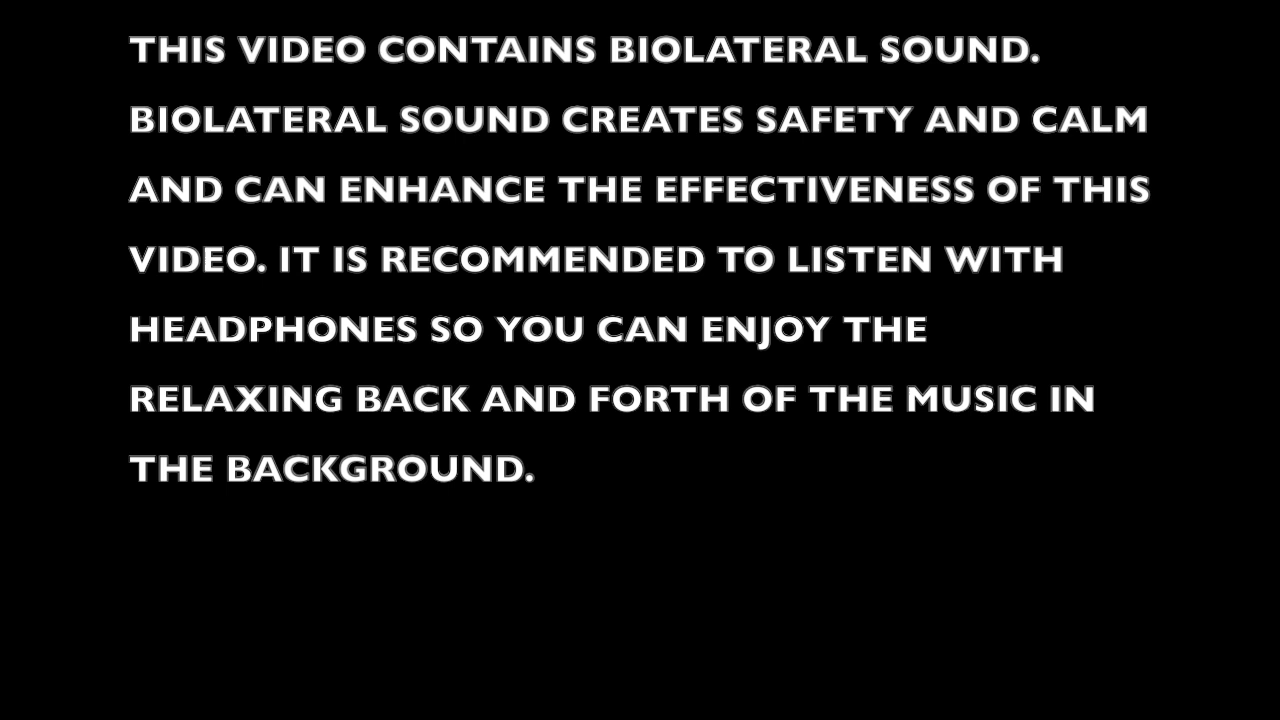 THIS VIDEO CONTAINS BIOLATERAL SOUND.
BIOLATERAL SOUND CREATES SAFETY AND CALM
AND CAN ENHANCE THE EFFECTIVENESS OF THIS
VIDEO. IT IS RECOMMENDED TO LISTEN WITH
HEADPHONES SO YOU CAN ENJOY THE
RELAXING BACK AND FORTH OF THE MUSIC IN
THE BACKGROUND.